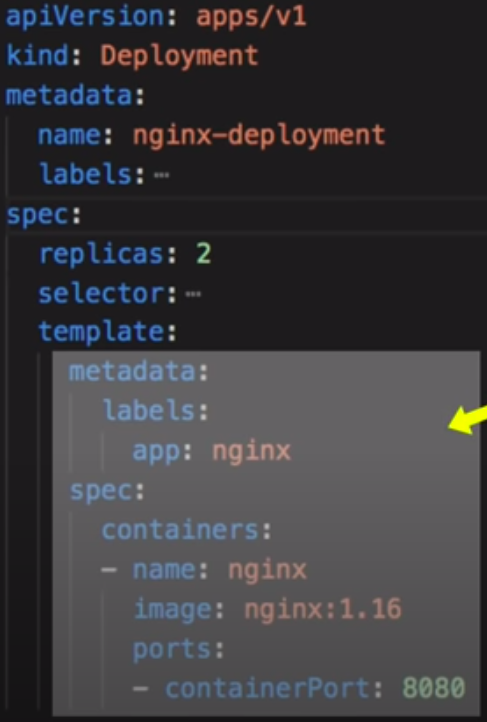 apiVersion: apps/v1
kind: Deployment
metadata:
  name: nginx-deployment
  labels:⋯
spec:
  replicas: 2
  selector:⋯
  template:
    metadata:
      labels:
        app: nginx
    spec:
      containers:
      - name: nginx
        image: nginx:1.16
        ports:
        - containerPort: 8080